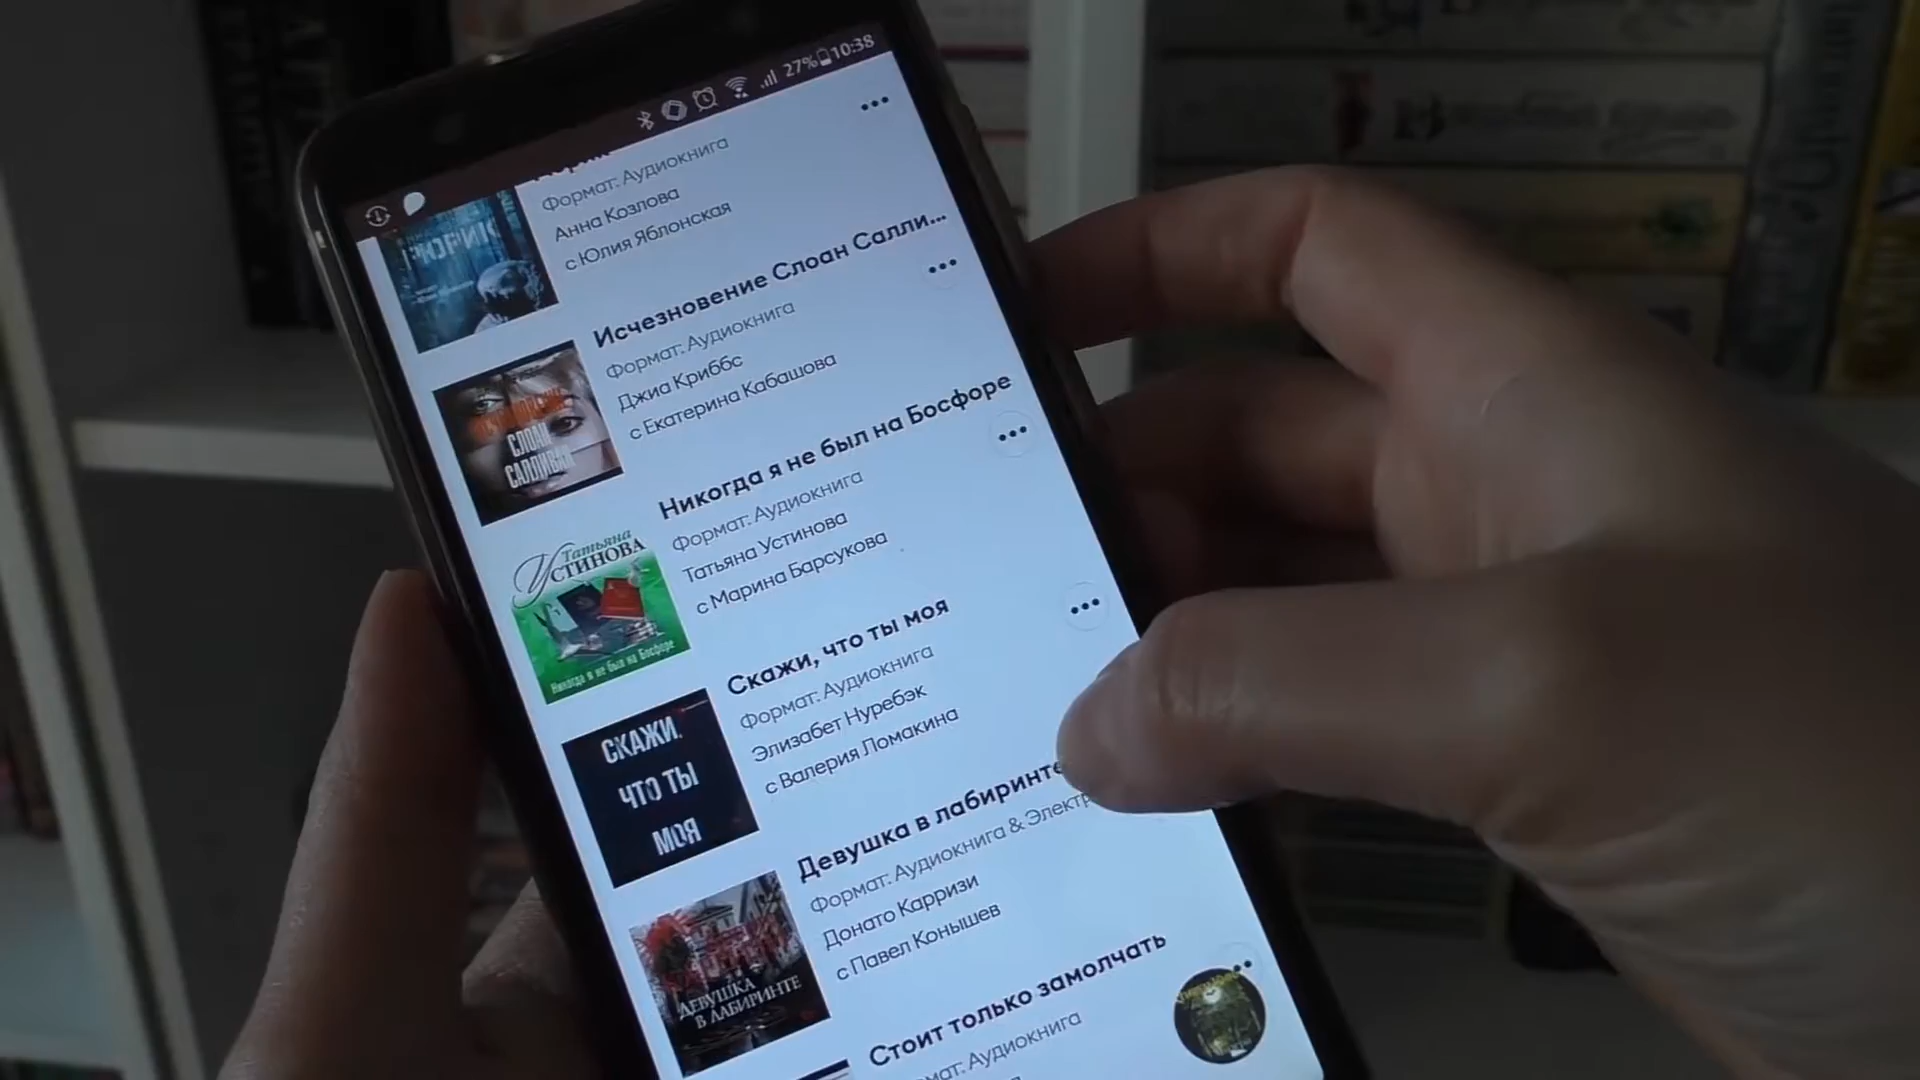 27% 10:38
Формат: Аудиокнига
Анна Козлова
с Юлия Яблонская
Исчезновение Слоан Салли...
Формат: Аудиокнига
Джиа Криббс
с Екатерина Кабашова
СЛОАН
САЛЛИВАН
Никогда я не был на Босфоре
Формат: Аудиокнига
Татьяна Устинова
с Марина Барсукова
Татьяна
УСТИНОВА
Никогда я не был на Босфоре
Скажи, что ты моя
Формат: Аудиокнига
Элизабет Нуребэк
с Валерия Ломакина
СКАЖИ,
ЧТО ТЫ
МОЯ
Девушка в лабиринте
Формат: Аудиокнига & Электр
Донато Карризи
с Павел Конышев
ДЕВУШКА
В ЛАБИРИНТЕ
Стоит только замолчать
мат: Аудиокнига